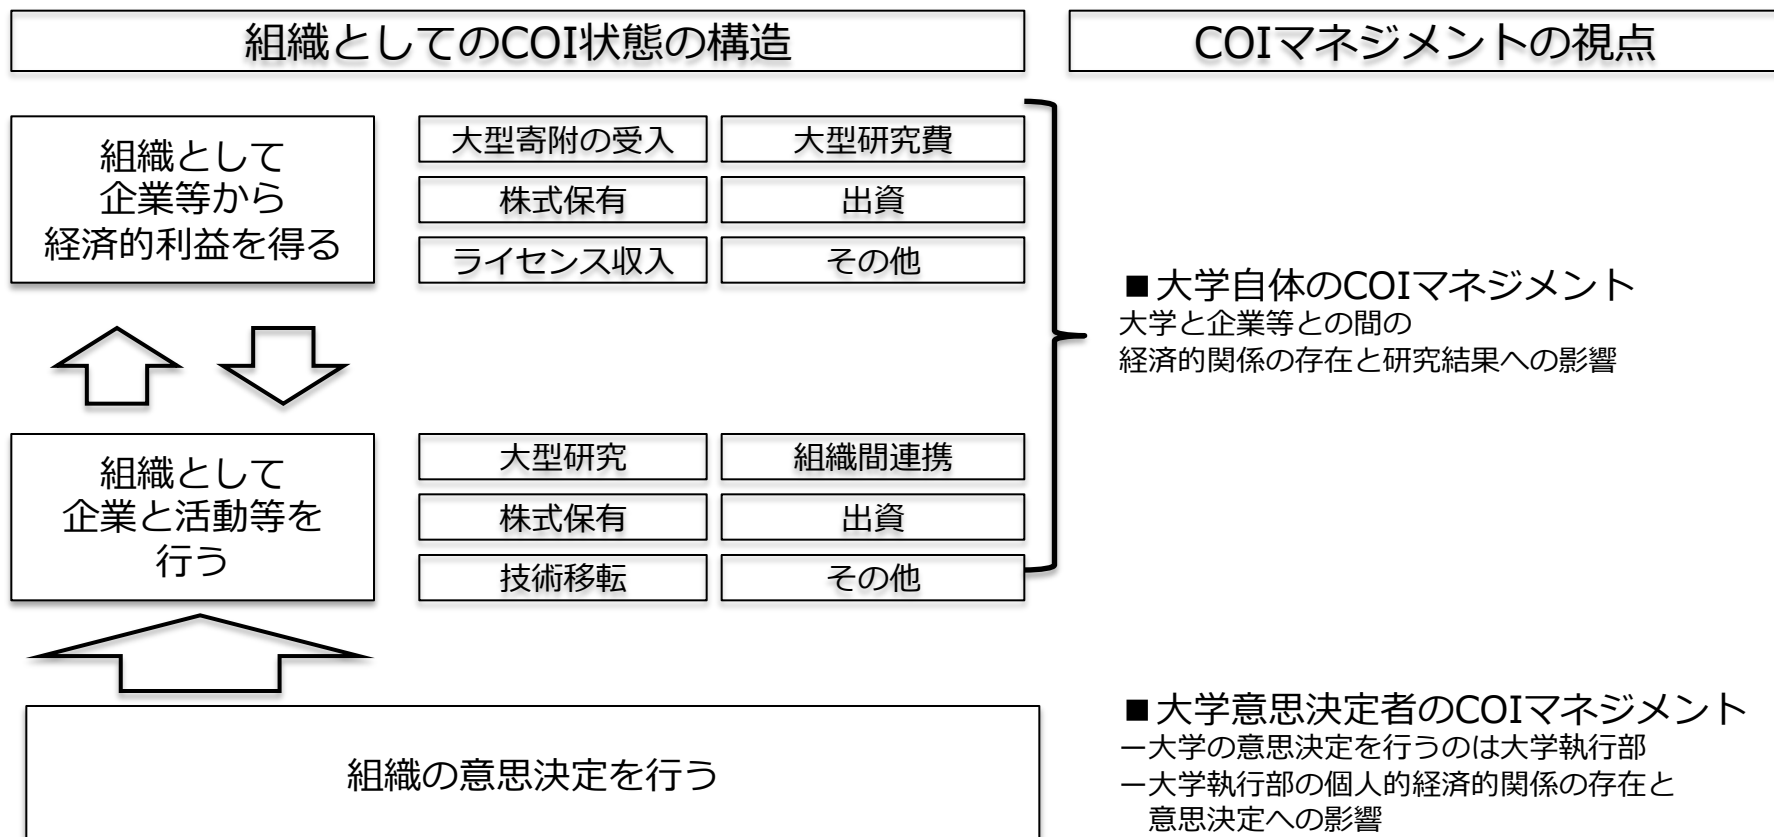 組織としてのCOI状態の構造
COIマネジメントの視点
組織として
企業等から
経済的利益を得る
大型寄附の受入
大型研究費
株式保有
出資
ライセンス収入
その他
■大学自体のCOIマネジメント
大学と企業等との間の
経済的関係の存在と研究結果への影響
組織として
企業と活動等を
行う
大型研究
組織間連携
株式保有
出資
技術移転
その他
組織の意思決定を行う
■大学意思決定者のCOIマネジメント
ー大学の意思決定を行うのは大学執行部
ー大学執行部の個人的経済的関係の存在と
意思決定への影響